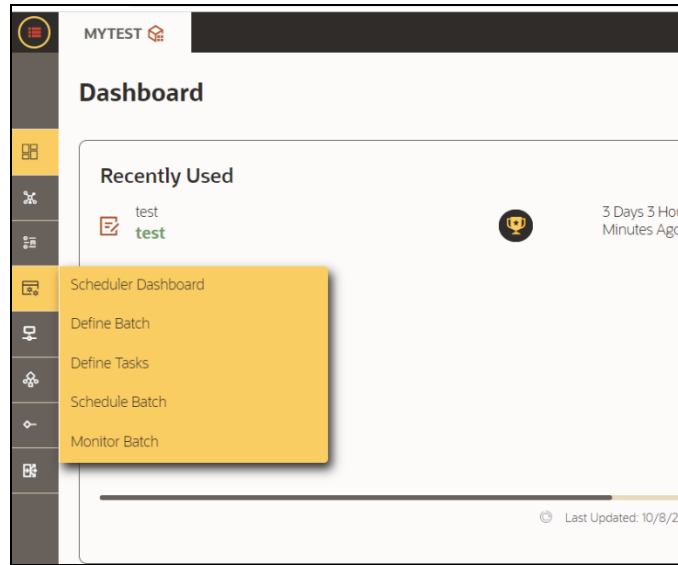 MYTEST
Dashboard
Recently Used
test
test
3 Days 3 Hou
Minutes Ago
Scheduler Dashboard
Define Batch
Define Tasks
Schedule Batch
Monitor Batch
Last Updated: 10/8/2